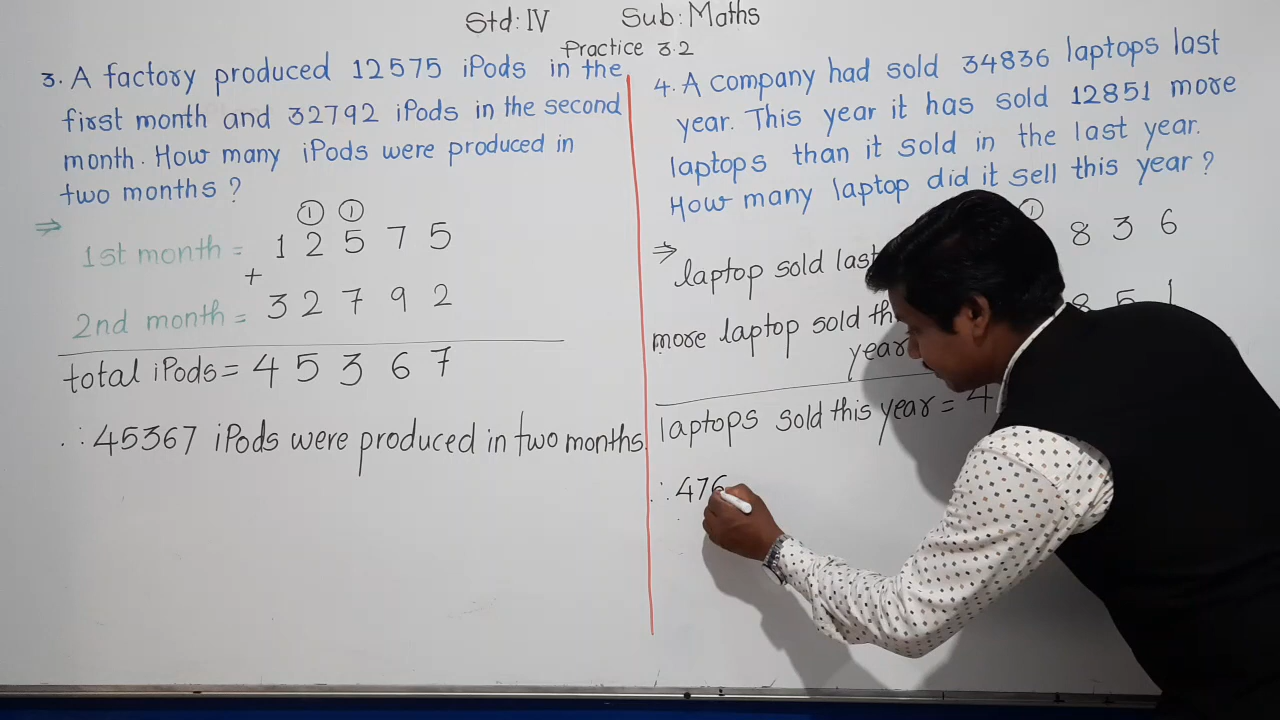 Std: IV Sub: Maths
Practice 3.2
3. A factory produced 12575 iPods in the
first month and 32792 iPods in the second
month. How many iPods were produced in
two months ?
⇒
① ①
1st month = 1 2 5 7 5
+
2nd month = 3 2 7 9 2
total iPods = 4 5 3 6 7
∴ 45367 iPods were produced in two months.
4. A company had sold 34836 laptops last
year. This year it has sold 12851 more
laptops than it sold in the last year.
How many laptop did it sell this year ?
①
⇒ laptop sold last 8 3 6
more laptop sold th 8 5 1
year
laptops sold this year = 4
∴ 476